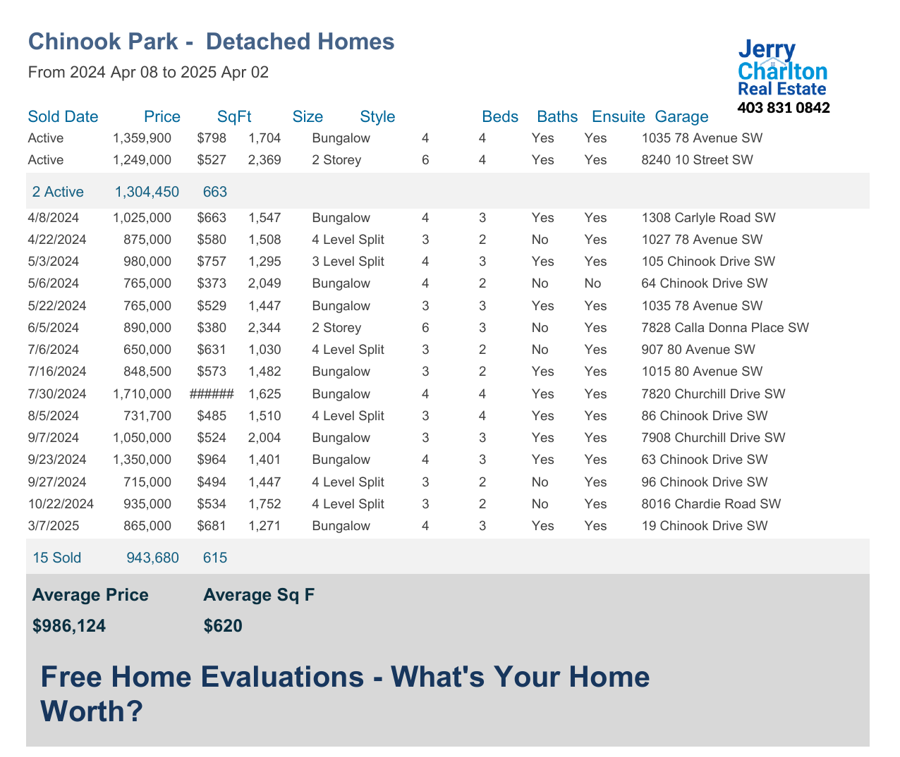 Chinook Park - Detached Homes
From 2024 Apr 08 to 2025 Apr 02
Jerry
Charlton
Real Estate
403 831 0842
Sold Date Price SqFt Size Style Beds Baths Ensuite Garage
Active 1,359,900 $798 1,704 Bungalow 4 4 Yes Yes 1035 78 Avenue SW
Active 1,249,000 $527 2,369 2 Storey 6 4 Yes Yes 8240 10 Street SW
2 Active 1,304,450 663
4/8/2024 1,025,000 $663 1,547 Bungalow 4 3 Yes Yes 1308 Carlyle Road SW
4/22/2024 875,000 $580 1,508 4 Level Split 3 2 No Yes 1027 78 Avenue SW
5/3/2024 980,000 $757 1,295 3 Level Split 4 3 Yes Yes 105 Chinook Drive SW
5/6/2024 765,000 $373 2,049 Bungalow 4 2 No No 64 Chinook Drive SW
5/22/2024 765,000 $529 1,447 Bungalow 3 3 Yes Yes 1035 78 Avenue SW
6/5/2024 890,000 $380 2,344 2 Storey 6 3 No Yes 7828 Calla Donna Place SW
7/6/2024 650,000 $631 1,030 4 Level Split 3 2 No Yes 907 80 Avenue SW
7/16/2024 848,500 $573 1,482 Bungalow 3 2 Yes Yes 1015 80 Avenue SW
7/30/2024 1,710,000 ###### 1,625 Bungalow 4 4 Yes Yes 7820 Churchill Drive SW
8/5/2024 731,700 $485 1,510 4 Level Split 3 4 Yes Yes 86 Chinook Drive SW
9/7/2024 1,050,000 $524 2,004 Bungalow 3 3 Yes Yes 7908 Churchill Drive SW
9/23/2024 1,350,000 $964 1,401 Bungalow 4 3 Yes Yes 63 Chinook Drive SW
9/27/2024 715,000 $494 1,447 4 Level Split 3 2 No Yes 96 Chinook Drive SW
10/22/2024 935,000 $534 1,752 4 Level Split 3 2 No Yes 8016 Chardie Road SW
3/7/2025 865,000 $681 1,271 Bungalow 4 3 Yes Yes 19 Chinook Drive SW
15 Sold 943,680 615
Average Price Average Sq F
$986,124 $620
Free Home Evaluations - What's Your Home
Worth?